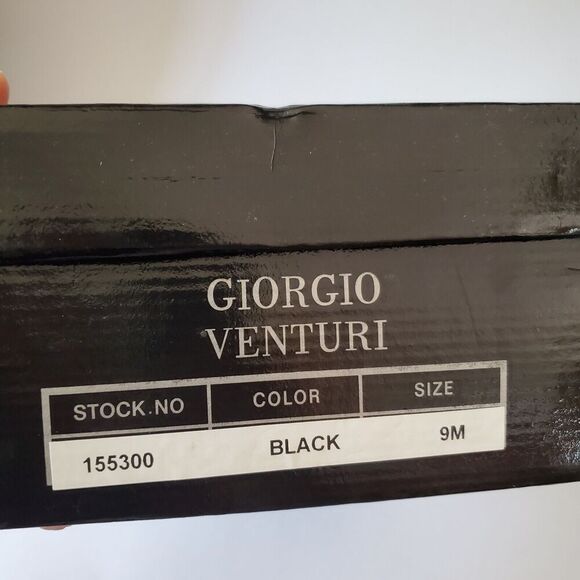 GIORGIO
VENTURI
STOCK.NO COLOR SIZE
155300 BLACK 9M